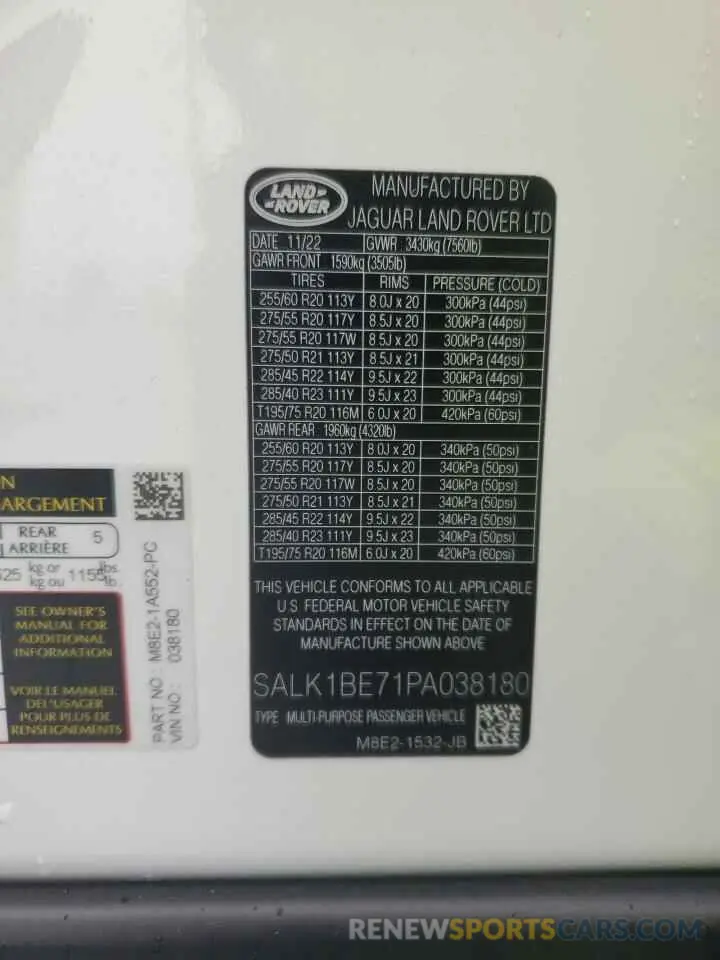 LAND ROVER
MANUFACTURED BY
JAGUAR LAND ROVER LTD
DATE 11/22 GVWR 3430kg (7560lb)
GAWR FRONT 1590kg (3505lb)
TIRES RIMS PRESSURE (COLD)
255/60 R20 113Y 8.0J x 20 300kPa (44psi)
275/55 R20 117Y 8.5J x 20 300kPa (44psi)
275/55 R20 117W 8.5J x 20 300kPa (44psi)
275/50 R21 113Y 8.5J x 21 300kPa (44psi)
285/45 R22 114Y 9.5J x 22 300kPa (44psi)
285/40 R23 111Y 9.5J x 23 300kPa (44psi)
T195/75 R20 116M 6.0J x 20 420kPa (60psi)
GAWR REAR 1960kg (4320lb)
255/60 R20 113Y 8.0J x 20 340kPa (50psi)
275/55 R20 117Y 8.5J x 20 340kPa (50psi)
275/55 R20 117W 8.5J x 20 340kPa (50psi)
275/50 R21 113Y 8.5J x 21 340kPa (50psi)
285/45 R22 114Y 9.5J x 22 340kPa (50psi)
285/40 R23 111Y 9.5J x 23 340kPa (50psi)
T195/75 R20 116M 6.0J x 20 420kPa (60psi)
THIS VEHICLE CONFORMS TO ALL APPLICABLE
U.S. FEDERAL MOTOR VEHICLE SAFETY
STANDARDS IN EFFECT ON THE DATE OF
MANUFACTURE SHOWN ABOVE
SALK1BE71PA038180
TYPE MULTI-PURPOSE PASSENGER VEHICLE
M8E2-1532-JB
N
ARGEMENT
REAR 5
ARRIÈRE
525 kg or 1155 lbs.
kg ou lb.
SEE OWNER'S
MANUAL FOR
ADDITIONAL
INFORMATION
VOIR LE MANUEL
DE L'USAGER
POUR PLUS DE
RENSEIGNEMENTS
PART NO : M8E2-1A552-PC
VIN NO.: 038180
RENEWSPORTSCARS.COM